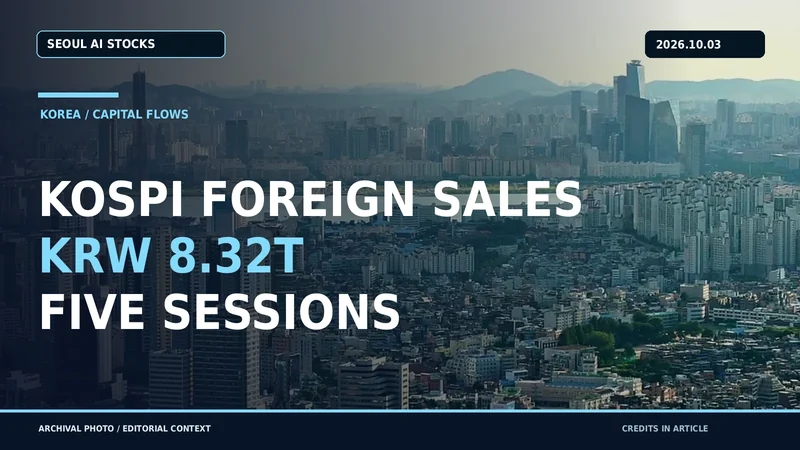 SEOUL AI STOCKS
2026.10.03
KOREA / CAPITAL FLOWS
KOSPI FOREIGN SALES
KRW 8.32T
FIVE SESSIONS
ARCHIVAL PHOTO / EDITORIAL CONTEXT
CREDITS IN ARTICLE